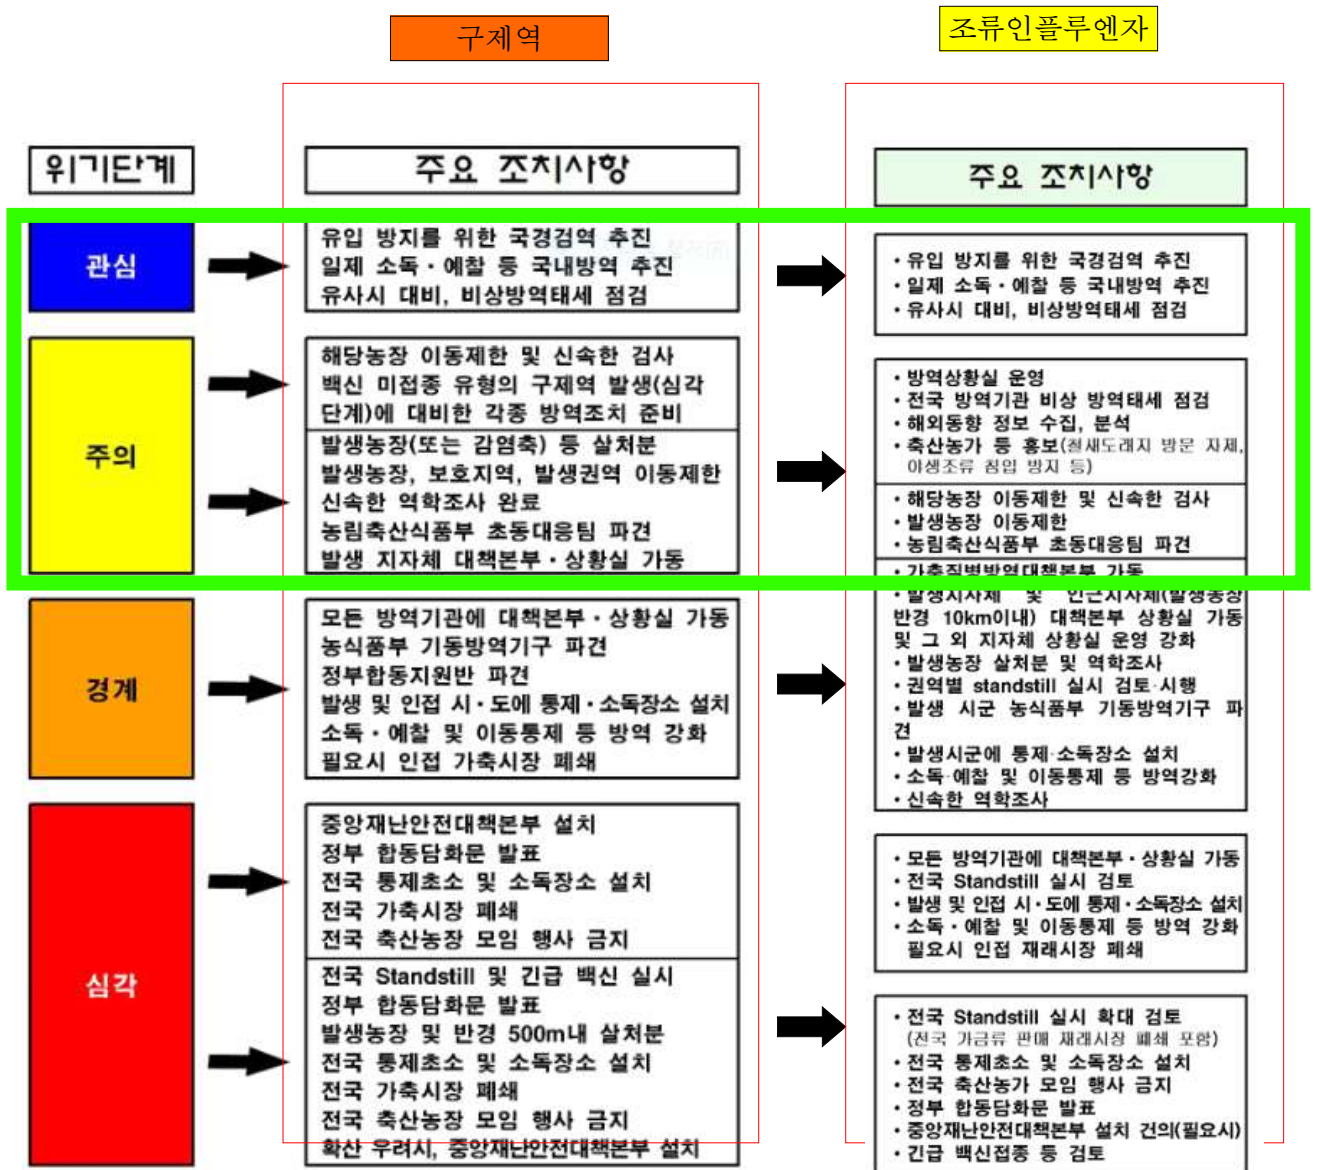 구제역
조류인플루엔자
위기단계
주요 조치사항
주요 조치사항
관심
유입 방지를 위한 국경검역 추진
일제 소독·예찰 등 국내방역 추진
유사시 대비, 비상방역태세 점검
• 유입 방지를 위한 국경검역 추진
• 일제 소독·예찰 등 국내방역 추진
• 유사시 대비, 비상방역태세 점검
주의
해당농장 이동제한 및 신속한 검사
백신 미접종 유형의 구제역 발생(심각
단계)에 대비한 각종 방역조치 준비
발생농장(또는 감염축) 등 살처분
발생농장, 보호지역, 발생권역 이동제한
신속한 역학조사 완료
농림축산식품부 초동대응팀 파견
발생 지자체 대책본부·상황실 가동
• 방역상황실 운영
• 전국 방역기관 비상 방역태세 점검
• 해외동향 정보 수집, 분석
• 축산농가 등 홍보(철새도래지 방문 자제,
야생조류 침입 방지 등)
• 해당농장 이동제한 및 신속한 검사
• 발생농장 이동제한
• 농림축산식품부 초동대응팀 파견
경계
모든 방역기관에 대책본부·상황실 가동
농식품부 기동방역기구 파견
정부합동지원반 파견
발생 및 인접 시·도에 통제·소독장소 설치
소독·예찰 및 이동통제 등 방역 강화
필요시 인접 가축시장 폐쇄
• 가축질병방역대책본부 가동
• 발생지자체 및 인근지자체(발생농장
반경 10km이내) 대책본부 상황실 가동
및 그 외 지자체 상황실 운영 강화
• 발생농장 살처분 및 역학조사
• 권역별 standstill 실시 검토·시행
• 발생 시군 농식품부 기동방역기구 파
견
• 발생시군에 통제·소독장소 설치
• 소독·예찰 및 이동통제 등 방역강화
• 신속한 역학조사
심각
중앙재난안전대책본부 설치
정부 합동담화문 발표
전국 통제초소 및 소독장소 설치
전국 가축시장 폐쇄
전국 축산농장 모임 행사 금지
전국 Standstill 및 긴급 백신 실시
정부 합동담화문 발표
발생농장 및 반경 500m내 살처분
전국 통제초소 및 소독장소 설치
전국 가축시장 폐쇄
전국 축산농장 모임 행사 금지
확산 우려시, 중앙재난안전대책본부 설치
• 모든 방역기관에 대책본부·상황실 가동
• 전국 Standstill 실시 검토
• 발생 및 인접 시·도에 통제·소독장소 설치
• 소독·예찰 및 이동통제 등 방역 강화
필요시 인접 재래시장 폐쇄
• 전국 Standstill 실시 확대 검토
(전국 가금류 판매 재래시장 폐쇄 포함)
• 전국 통제초소 및 소독장소 설치
• 전국 축산농가 모임 행사 금지
• 정부 합동담화문 발표
• 중앙재난안전대책본부 설치 건의(필요시)
• 긴급 백신접종 등 검토